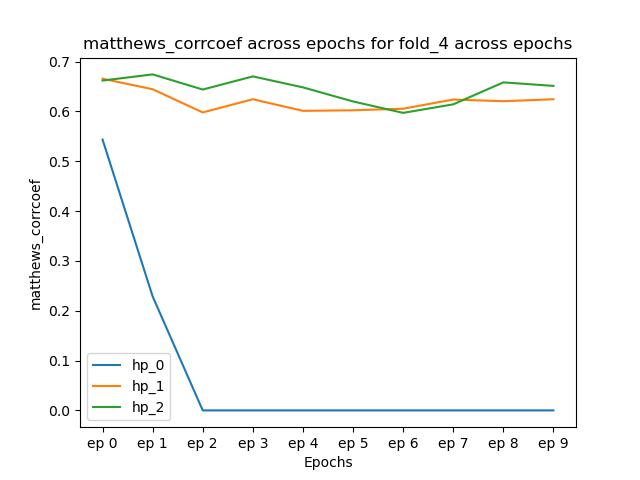 matthews_corrcoef across epochs for fold_4 across epochs
matthews_corrcoef
0.7
0.6
0.5
0.4
0.3
0.2
0.1
0.0
hp_0
hp_1
hp_2
ep 0 ep 1 ep 2 ep 3 ep 4 ep 5 ep 6 ep 7 ep 8 ep 9
Epochs